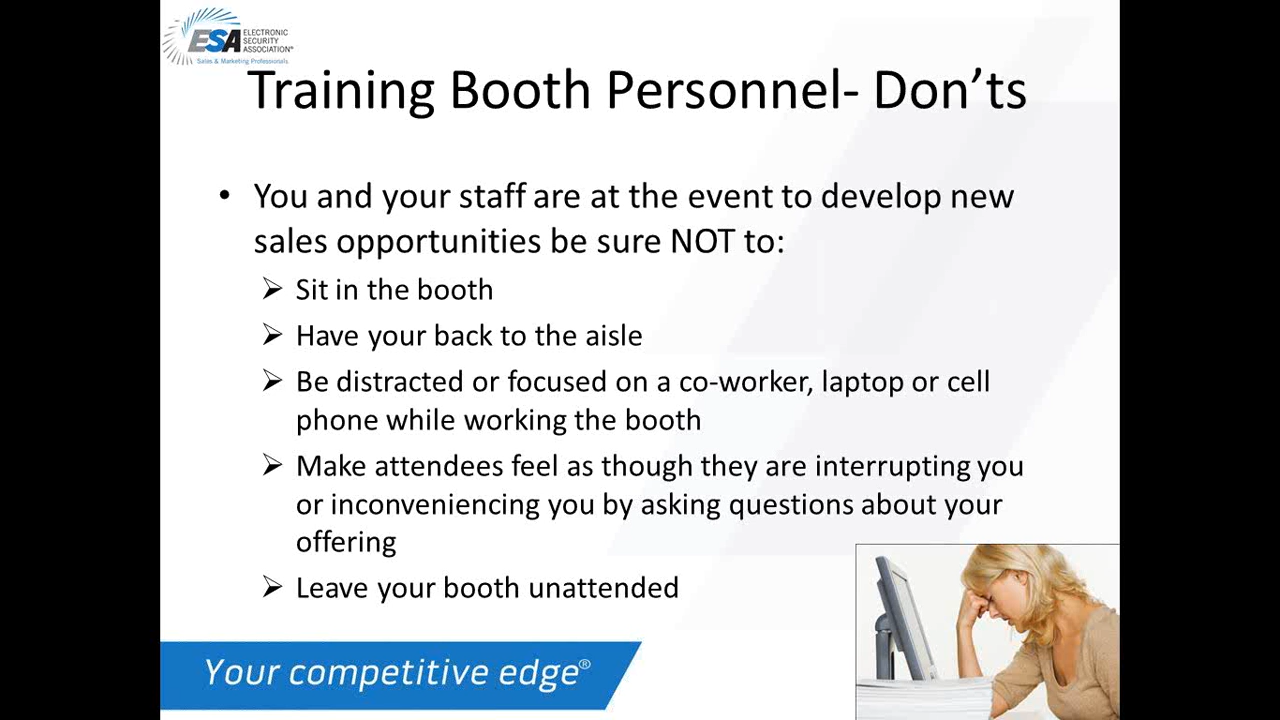 ESA ELECTRONIC
SECURITY
ASSOCIATION®
Sales & Marketing Professionals
Training Booth Personnel- Don’ts
• You and your staff are at the event to develop new
sales opportunities be sure NOT to:
➢ Sit in the booth
➢ Have your back to the aisle
➢ Be distracted or focused on a co-worker, laptop or cell
phone while working the booth
➢ Make attendees feel as though they are interrupting you
or inconveniencing you by asking questions about your
offering
➢ Leave your booth unattended
Your competitive edge®